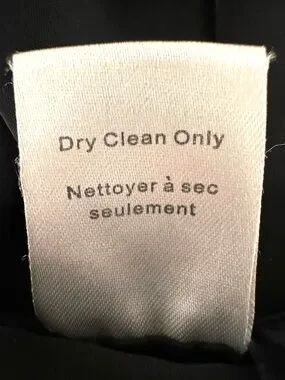 Dry Clean Only
Nettoyer à sec
seulement